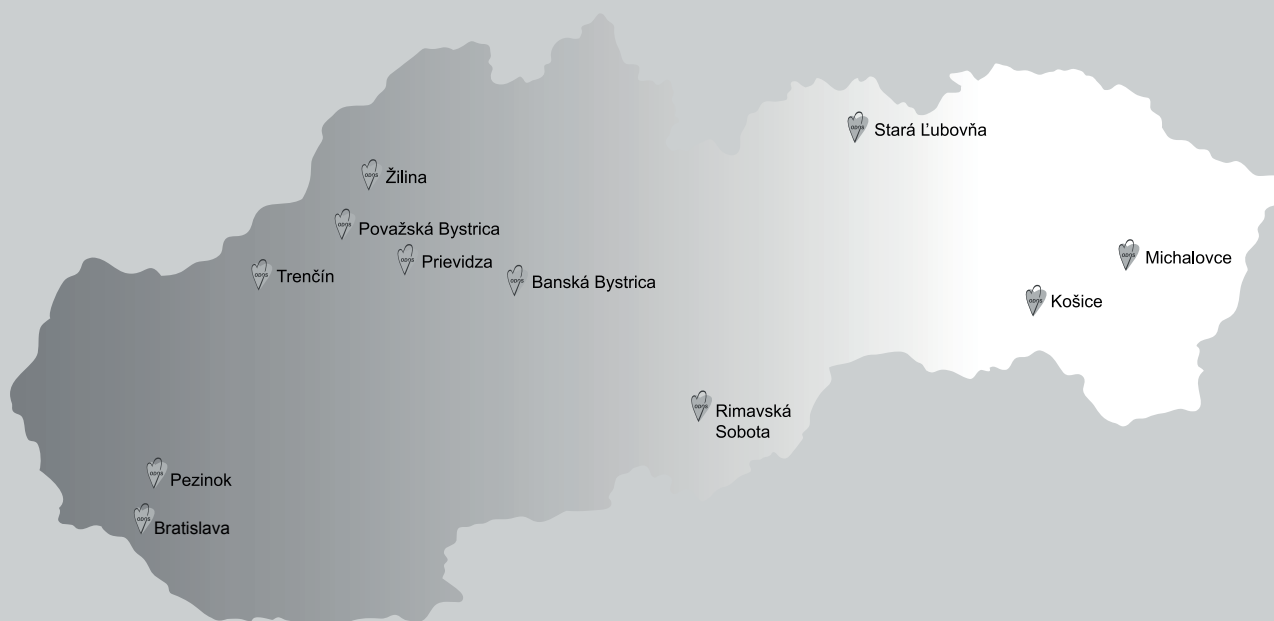 Stará Ľubovňa
Žilina
Považská Bystrica
Prievidza
Trenčín
Banská Bystrica
Michalovce
Košice
Rimavská
Sobota
Pezinok
Bratislava